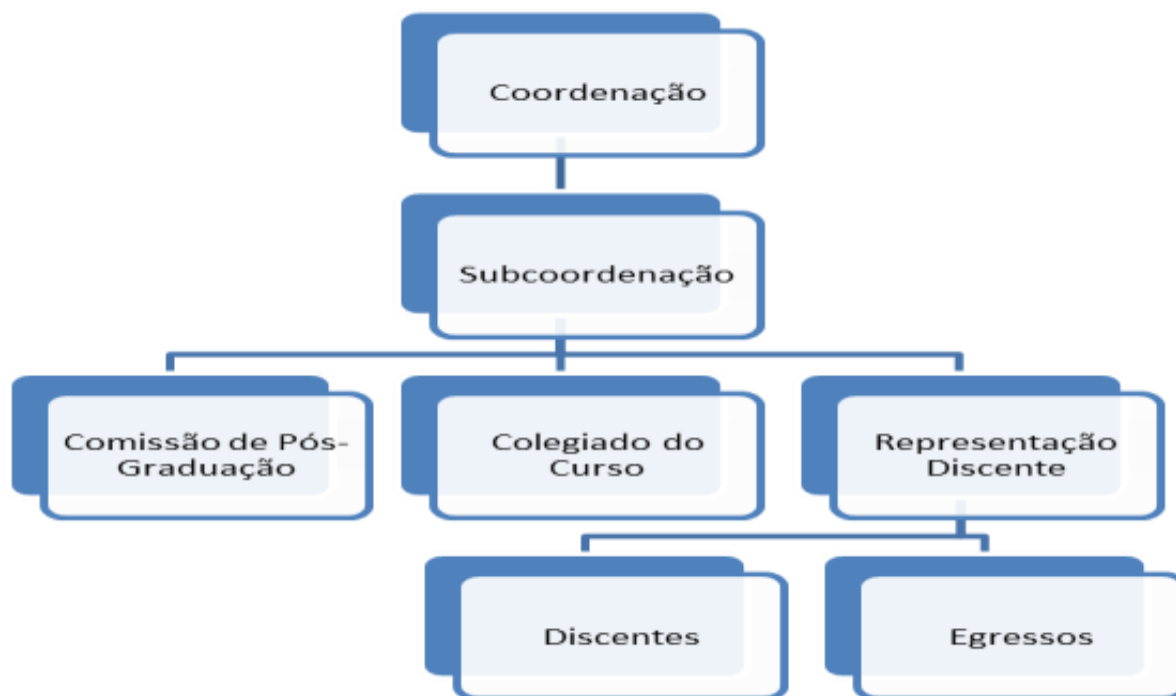 Coordenação
Subcoordenação
Comissão de Pós-
Graduação
Colegiado do
Curso
Representação
Discente
Discentes
Egressos